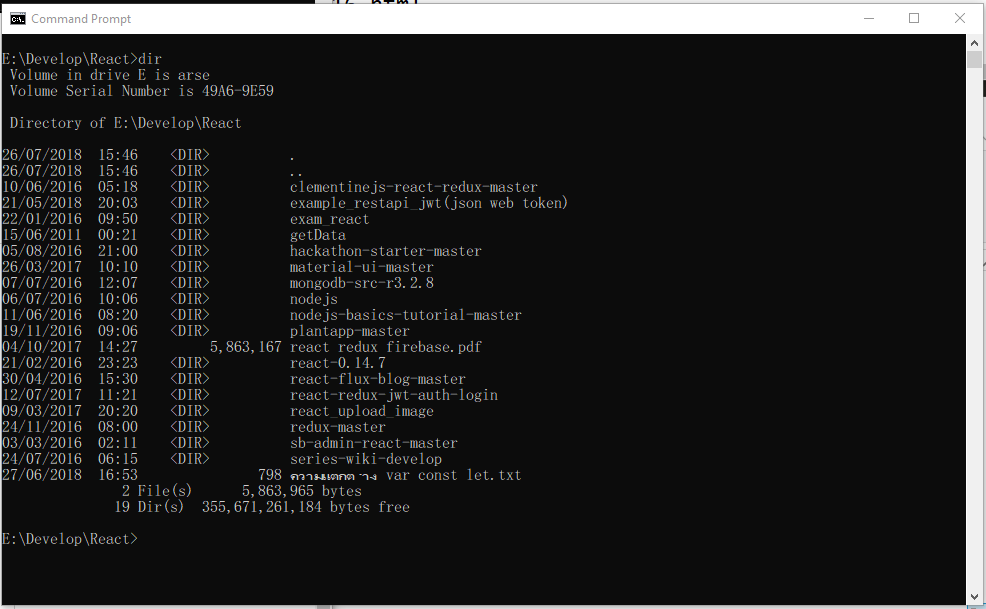 Command Prompt
E:\Develop\React>dir
 Volume in drive E is arse
 Volume Serial Number is 49A6-9E59
 Directory of E:\Develop\React
26/07/2018  15:46    <DIR>          .
26/07/2018  15:46    <DIR>          ..
10/06/2016  05:18    <DIR>          clementinejs-react-redux-master
21/05/2018  20:03    <DIR>          example_restapi_jwt(json web token)
22/01/2016  09:50    <DIR>          exam_react
15/06/2011  00:21    <DIR>          getData
05/08/2016  21:00    <DIR>          hackathon-starter-master
26/03/2017  10:10    <DIR>          material-ui-master
07/07/2016  12:07    <DIR>          mongodb-src-r3.2.8
06/07/2016  10:06    <DIR>          nodejs
11/06/2016  08:20    <DIR>          nodejs-basics-tutorial-master
19/11/2016  09:06    <DIR>          plantapp-master
04/10/2017  14:27         5,863,167 react redux firebase.pdf
21/02/2016  23:23    <DIR>          react-0.14.7
30/04/2016  15:30    <DIR>          react-flux-blog-master
12/07/2017  11:21    <DIR>          react-redux-jwt-auth-login
09/03/2017  20:20    <DIR>          react_upload_image
24/11/2016  08:00    <DIR>          redux-master
03/03/2016  02:11    <DIR>          sb-admin-react-master
24/07/2016  06:15    <DIR>          series-wiki-develop
27/06/2018  16:53               798 ความแตกต่าง var const let.txt
               2 File(s)      5,863,965 bytes
              19 Dir(s)  355,671,261,184 bytes free
E:\Develop\React>